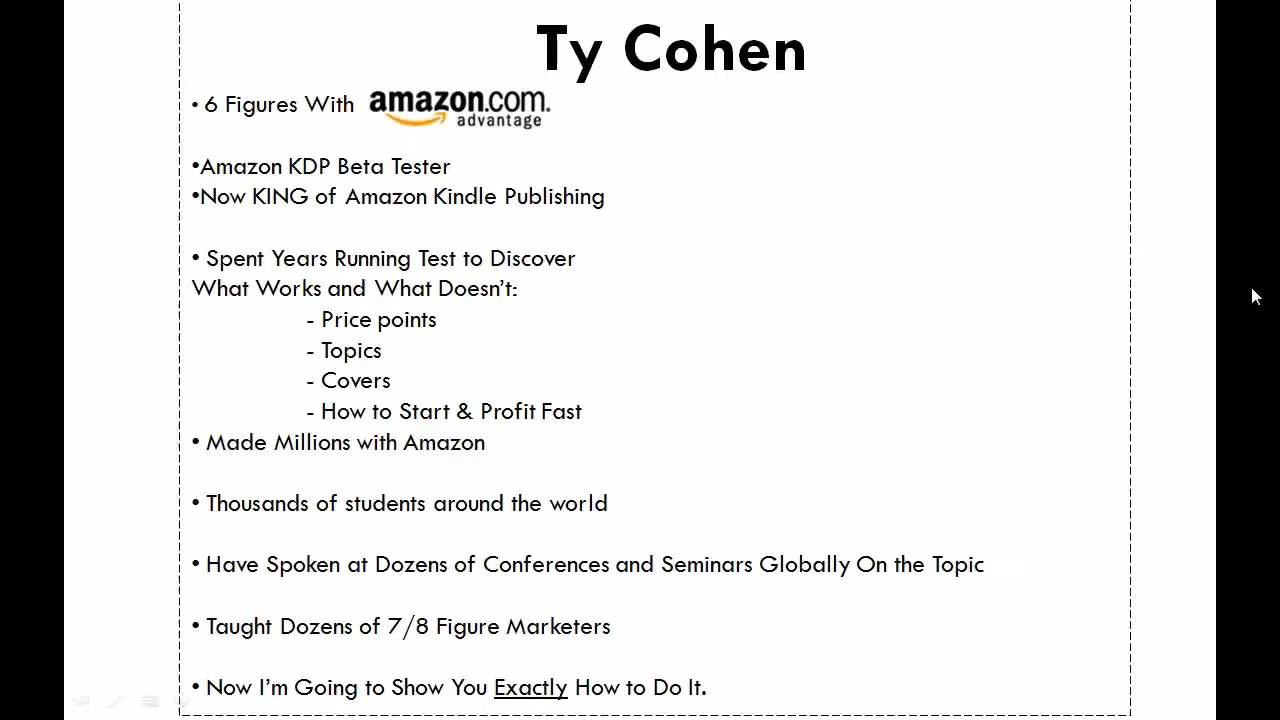 Ty Cohen
• 6 Figures With amazon.com. advantage
•Amazon KDP Beta Tester
•Now KING of Amazon Kindle Publishing
• Spent Years Running Test to Discover
What Works and What Doesn't:
- Price points
- Topics
- Covers
- How to Start & Profit Fast
• Made Millions with Amazon
• Thousands of students around the world
• Have Spoken at Dozens of Conferences and Seminars Globally On the Topic
• Taught Dozens of 7/8 Figure Marketers
• Now I'm Going to Show You Exactly How to Do It.